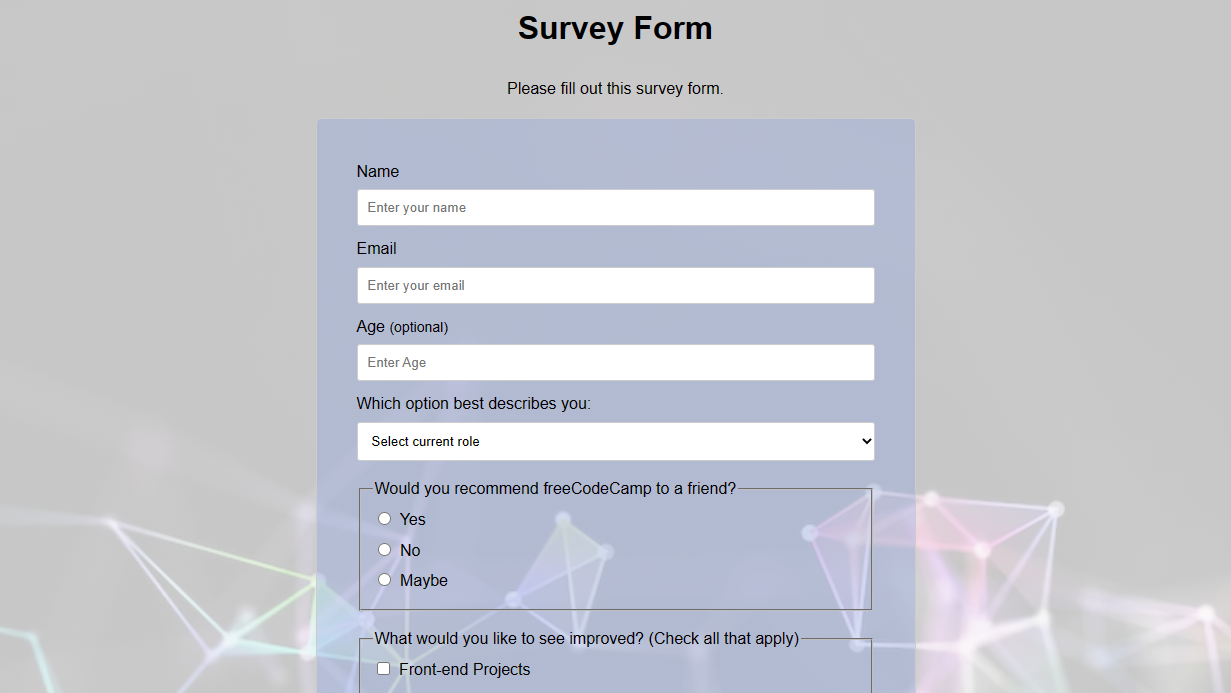 Survey Form
Please fill out this survey form.
Name
Enter your name
Email
Enter your email
Age (optional)
Enter Age
Which option best describes you:
Select current role
Would you recommend freeCodeCamp to a friend?
Yes
No
Maybe
What would you like to see improved? (Check all that apply)
Front-end Projects